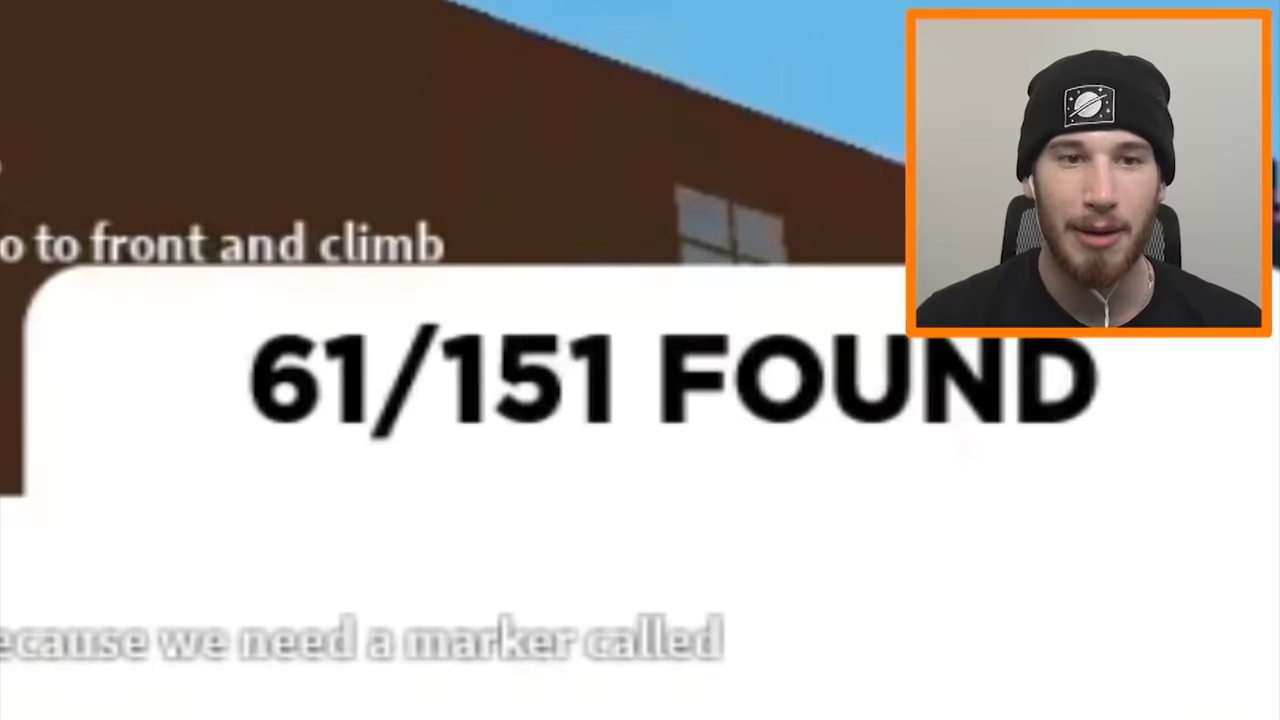 o to front and climb
61/151 FOUND
ecause we need a marker called